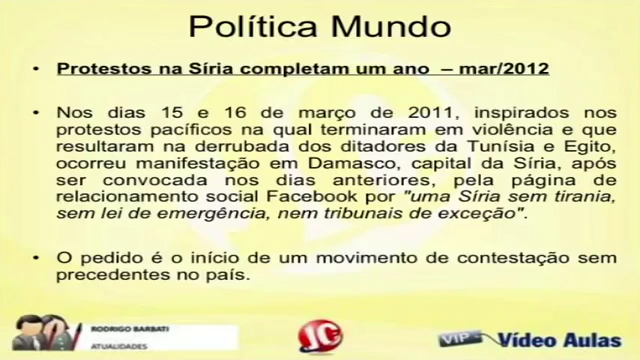 Política Mundo
• Protestos na Síria completam um ano – mar/2012
• Nos dias 15 e 16 de março de 2011, inspirados nos
protestos pacíficos na qual terminaram em violência e que
resultaram na derrubada dos ditadores da Tunísia e Egito,
ocorreu manifestação em Damasco, capital da Síria, após
ser convocada nos dias anteriores, pela página de
relacionamento social Facebook por "uma Síria sem tirania,
sem lei de emergência, nem tribunais de exceção".
• O pedido é o início de um movimento de contestação sem
precedentes no país.
RODRIGO BARBATI
ATUALIDADES
JC
VIP Vídeo Aulas